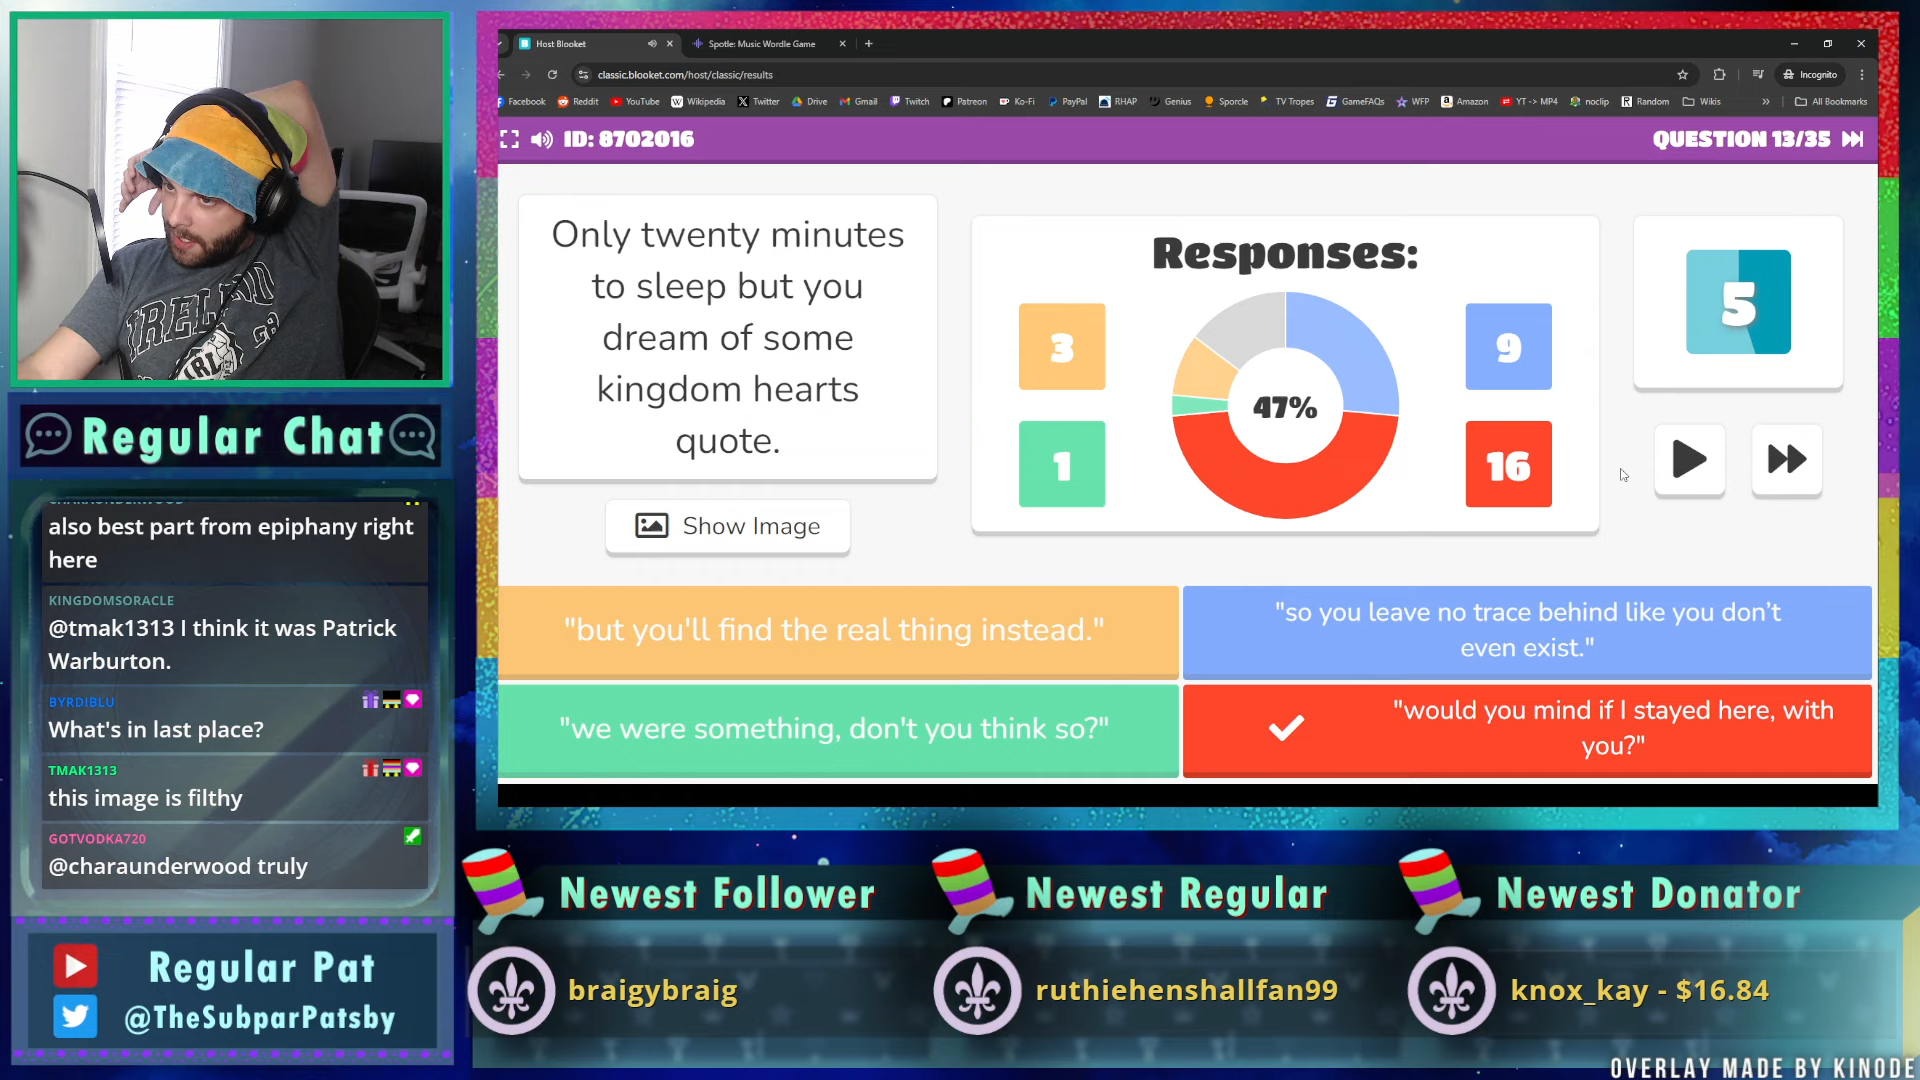 Host Blooket
Spotle: Music Wordle Game
classic.blooket.com/host/classic/results
Incognito
Facebook
Reddit
YouTube
Wikipedia
Twitter
Drive
Gmail
Twitch
Patreon
Ko-Fi
PayPal
RHAP
Genius
Sporcle
TV Tropes
GameFAQs
WFP
Amazon
YT -> MP4
noclip
Random
Wikis
All Bookmarks
ID: 8702016
QUESTION 13/35
Only twenty minutes
to sleep but you
dream of some
kingdom hearts
quote.
Show Image
Responses:
3
9
1
16
47%
5
"but you'll find the real thing instead."
"so you leave no trace behind like you don't
even exist."
"we were something, don't you think so?"
"would you mind if I stayed here, with
you?"
IRELAND
Regular Chat
CHARAUNDERWOOD
also best part from epiphany right
here
KINGDOMSORACLE
@tmak1313 I think it was Patrick
Warburton.
BYRDIBLU
What's in last place?
TMAK1313
this image is filthy
GOTVODKA720
@charaunderwood truly
Regular Pat
@TheSubparPatsby
Newest Follower
braigybraig
Newest Regular
ruthiehenshallfan99
Newest Donator
knox_kay - $16.84
OVERLAY MADE BY KINODE